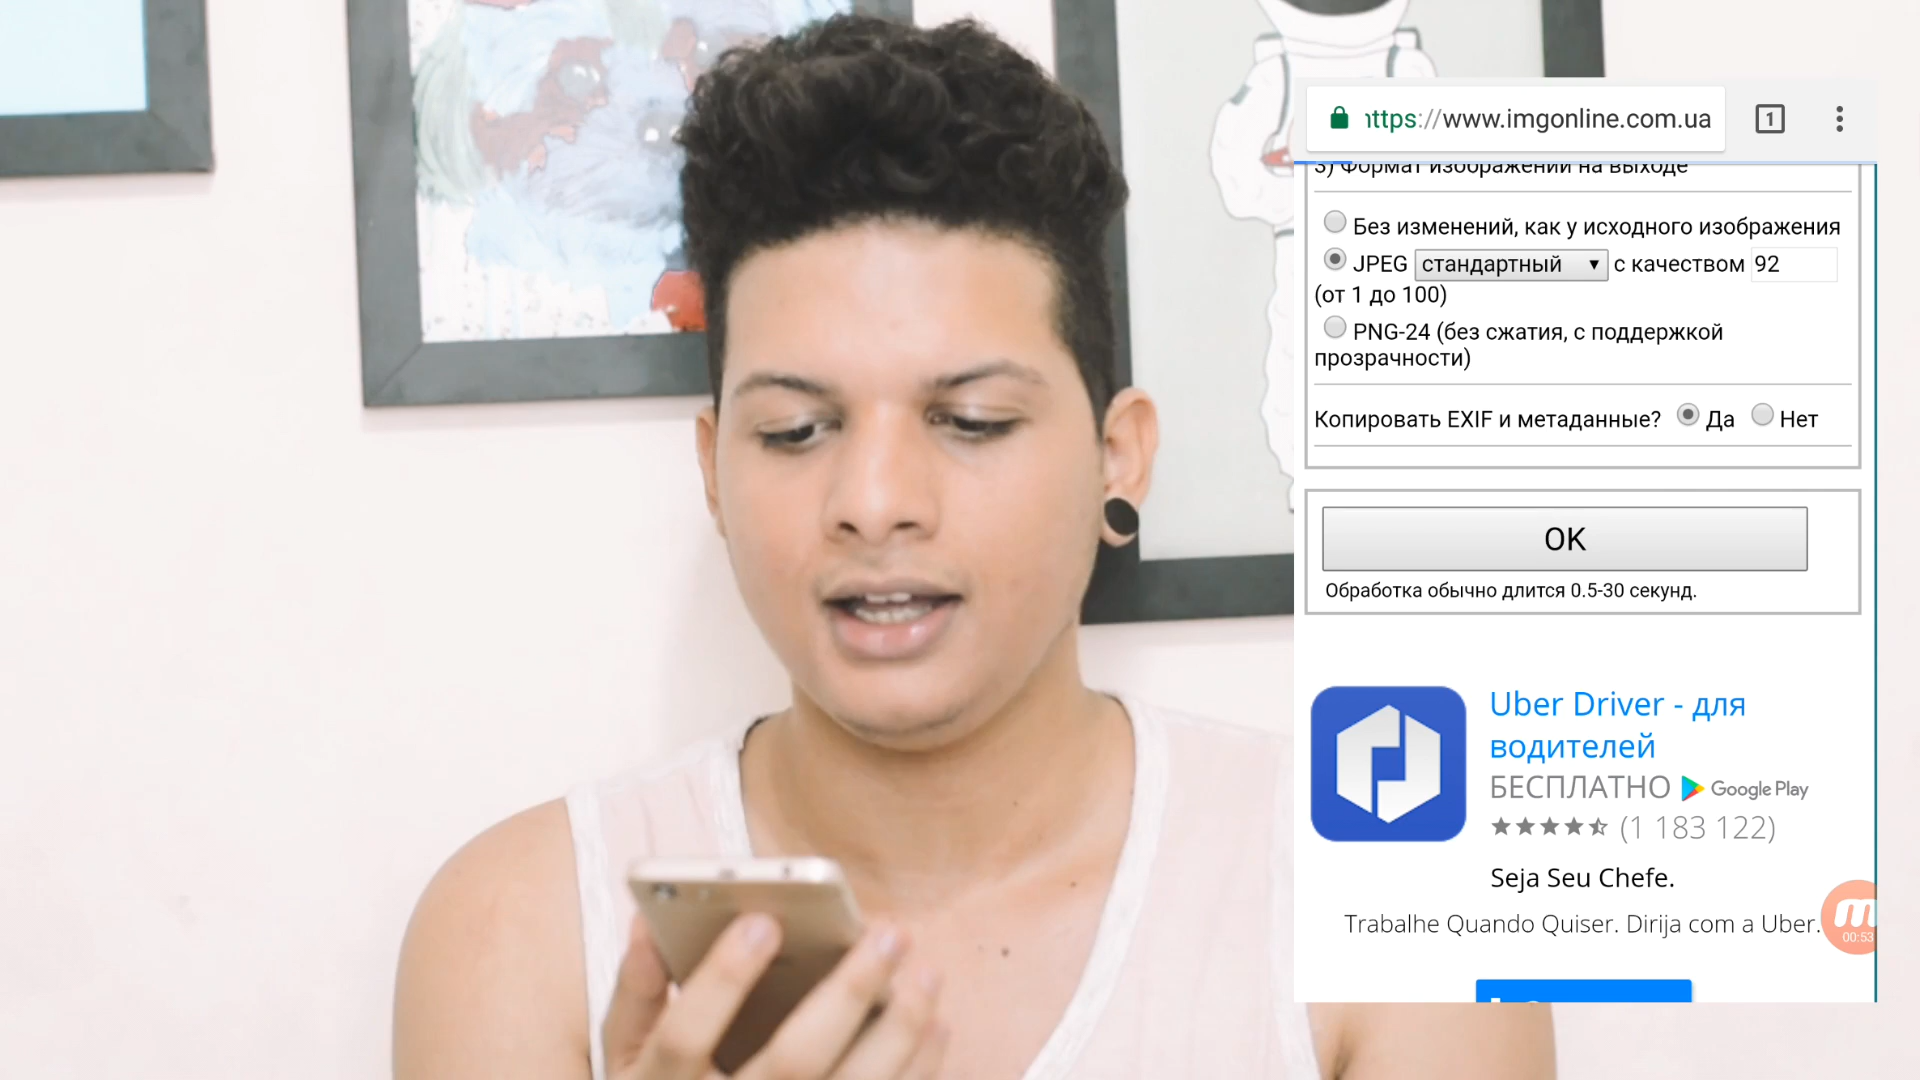 https://www.imgonline.com.ua
1
3) Формат изображений на выходе
Без изменений, как у исходного изображения
JPEG стандартный с качеством 92
(от 1 до 100)
PNG-24 (без сжатия, с поддержкой
прозрачности)
Копировать EXIF и метаданные? Да Нет
OK
Обработка обычно длится 0.5-30 секунд.
Uber Driver - для
водителей
БЕСПЛАТНО Google Play
(1 183 122)
Seja Seu Chefe.
Trabalhe Quando Quiser. Dirija com a Uber.
00:53